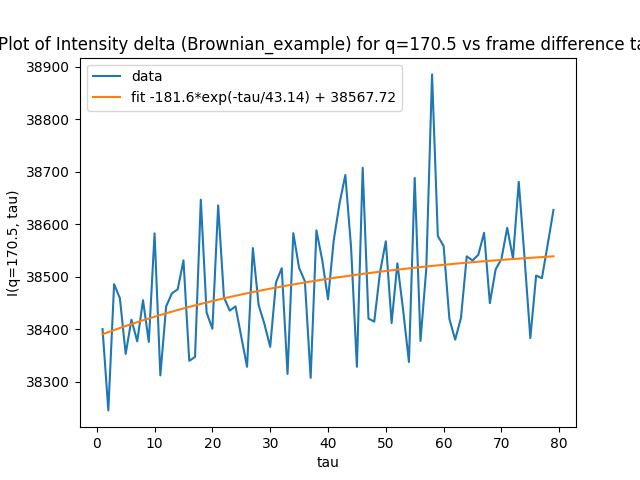 Plot of Intensity delta (Brownian_example) for q=170.5 vs frame difference ta
38900
38800
38700
38600
38500
38400
38300
I(q=170.5, tau)
data
fit -181.6*exp(-tau/43.14) + 38567.72
0 10 20 30 40 50 60 70 80
tau